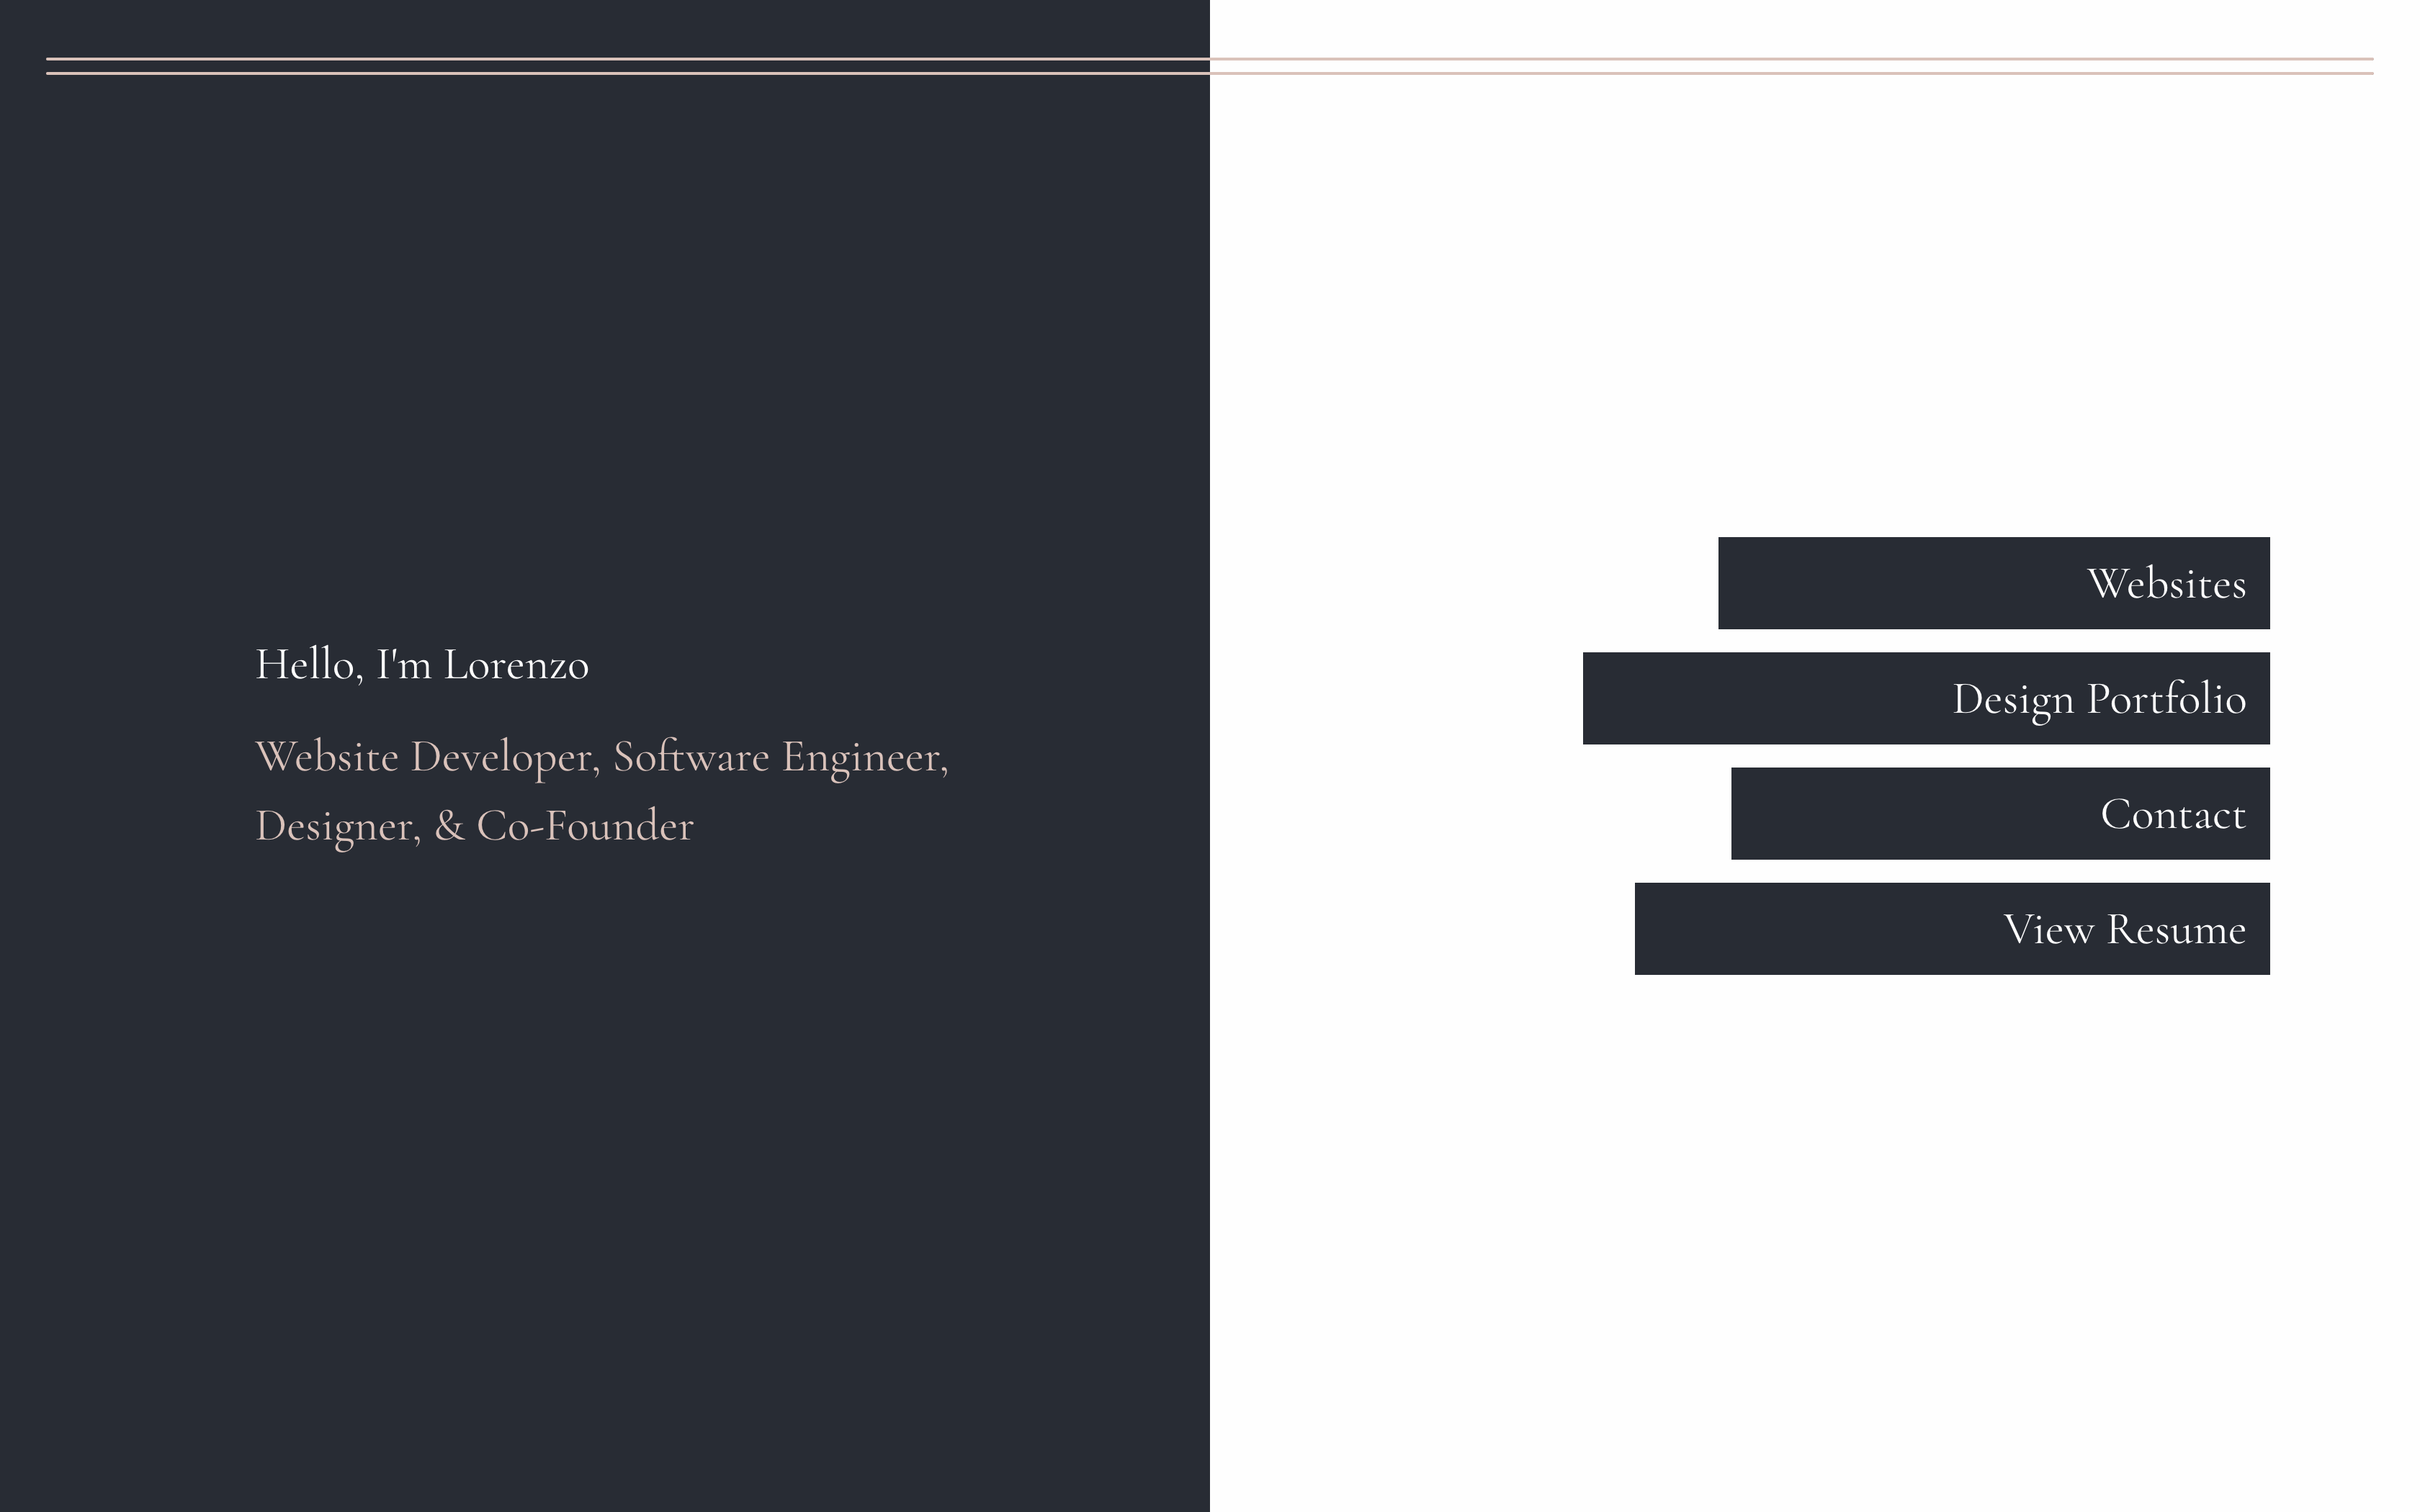 Hello, I'm Lorenzo
Website Developer, Software Engineer,
Designer, & Co-Founder
Websites
Design Portfolio
Contact
View Resume